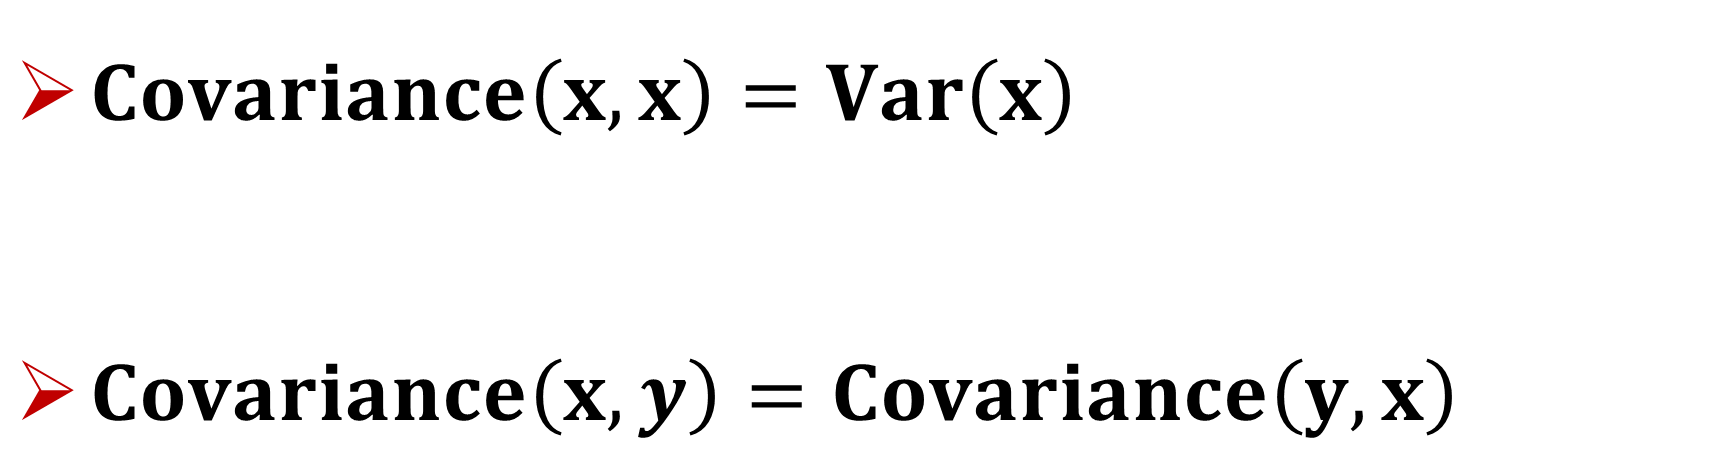 ➢ Covariance(x, x) = Var(x)
➢ Covariance(x, y) = Covariance(y, x)